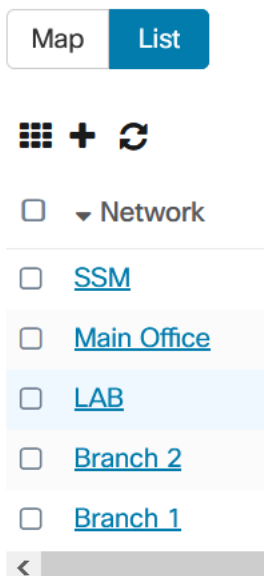 Map List
Network
SSM
Main Office
LAB
Branch 2
Branch 1